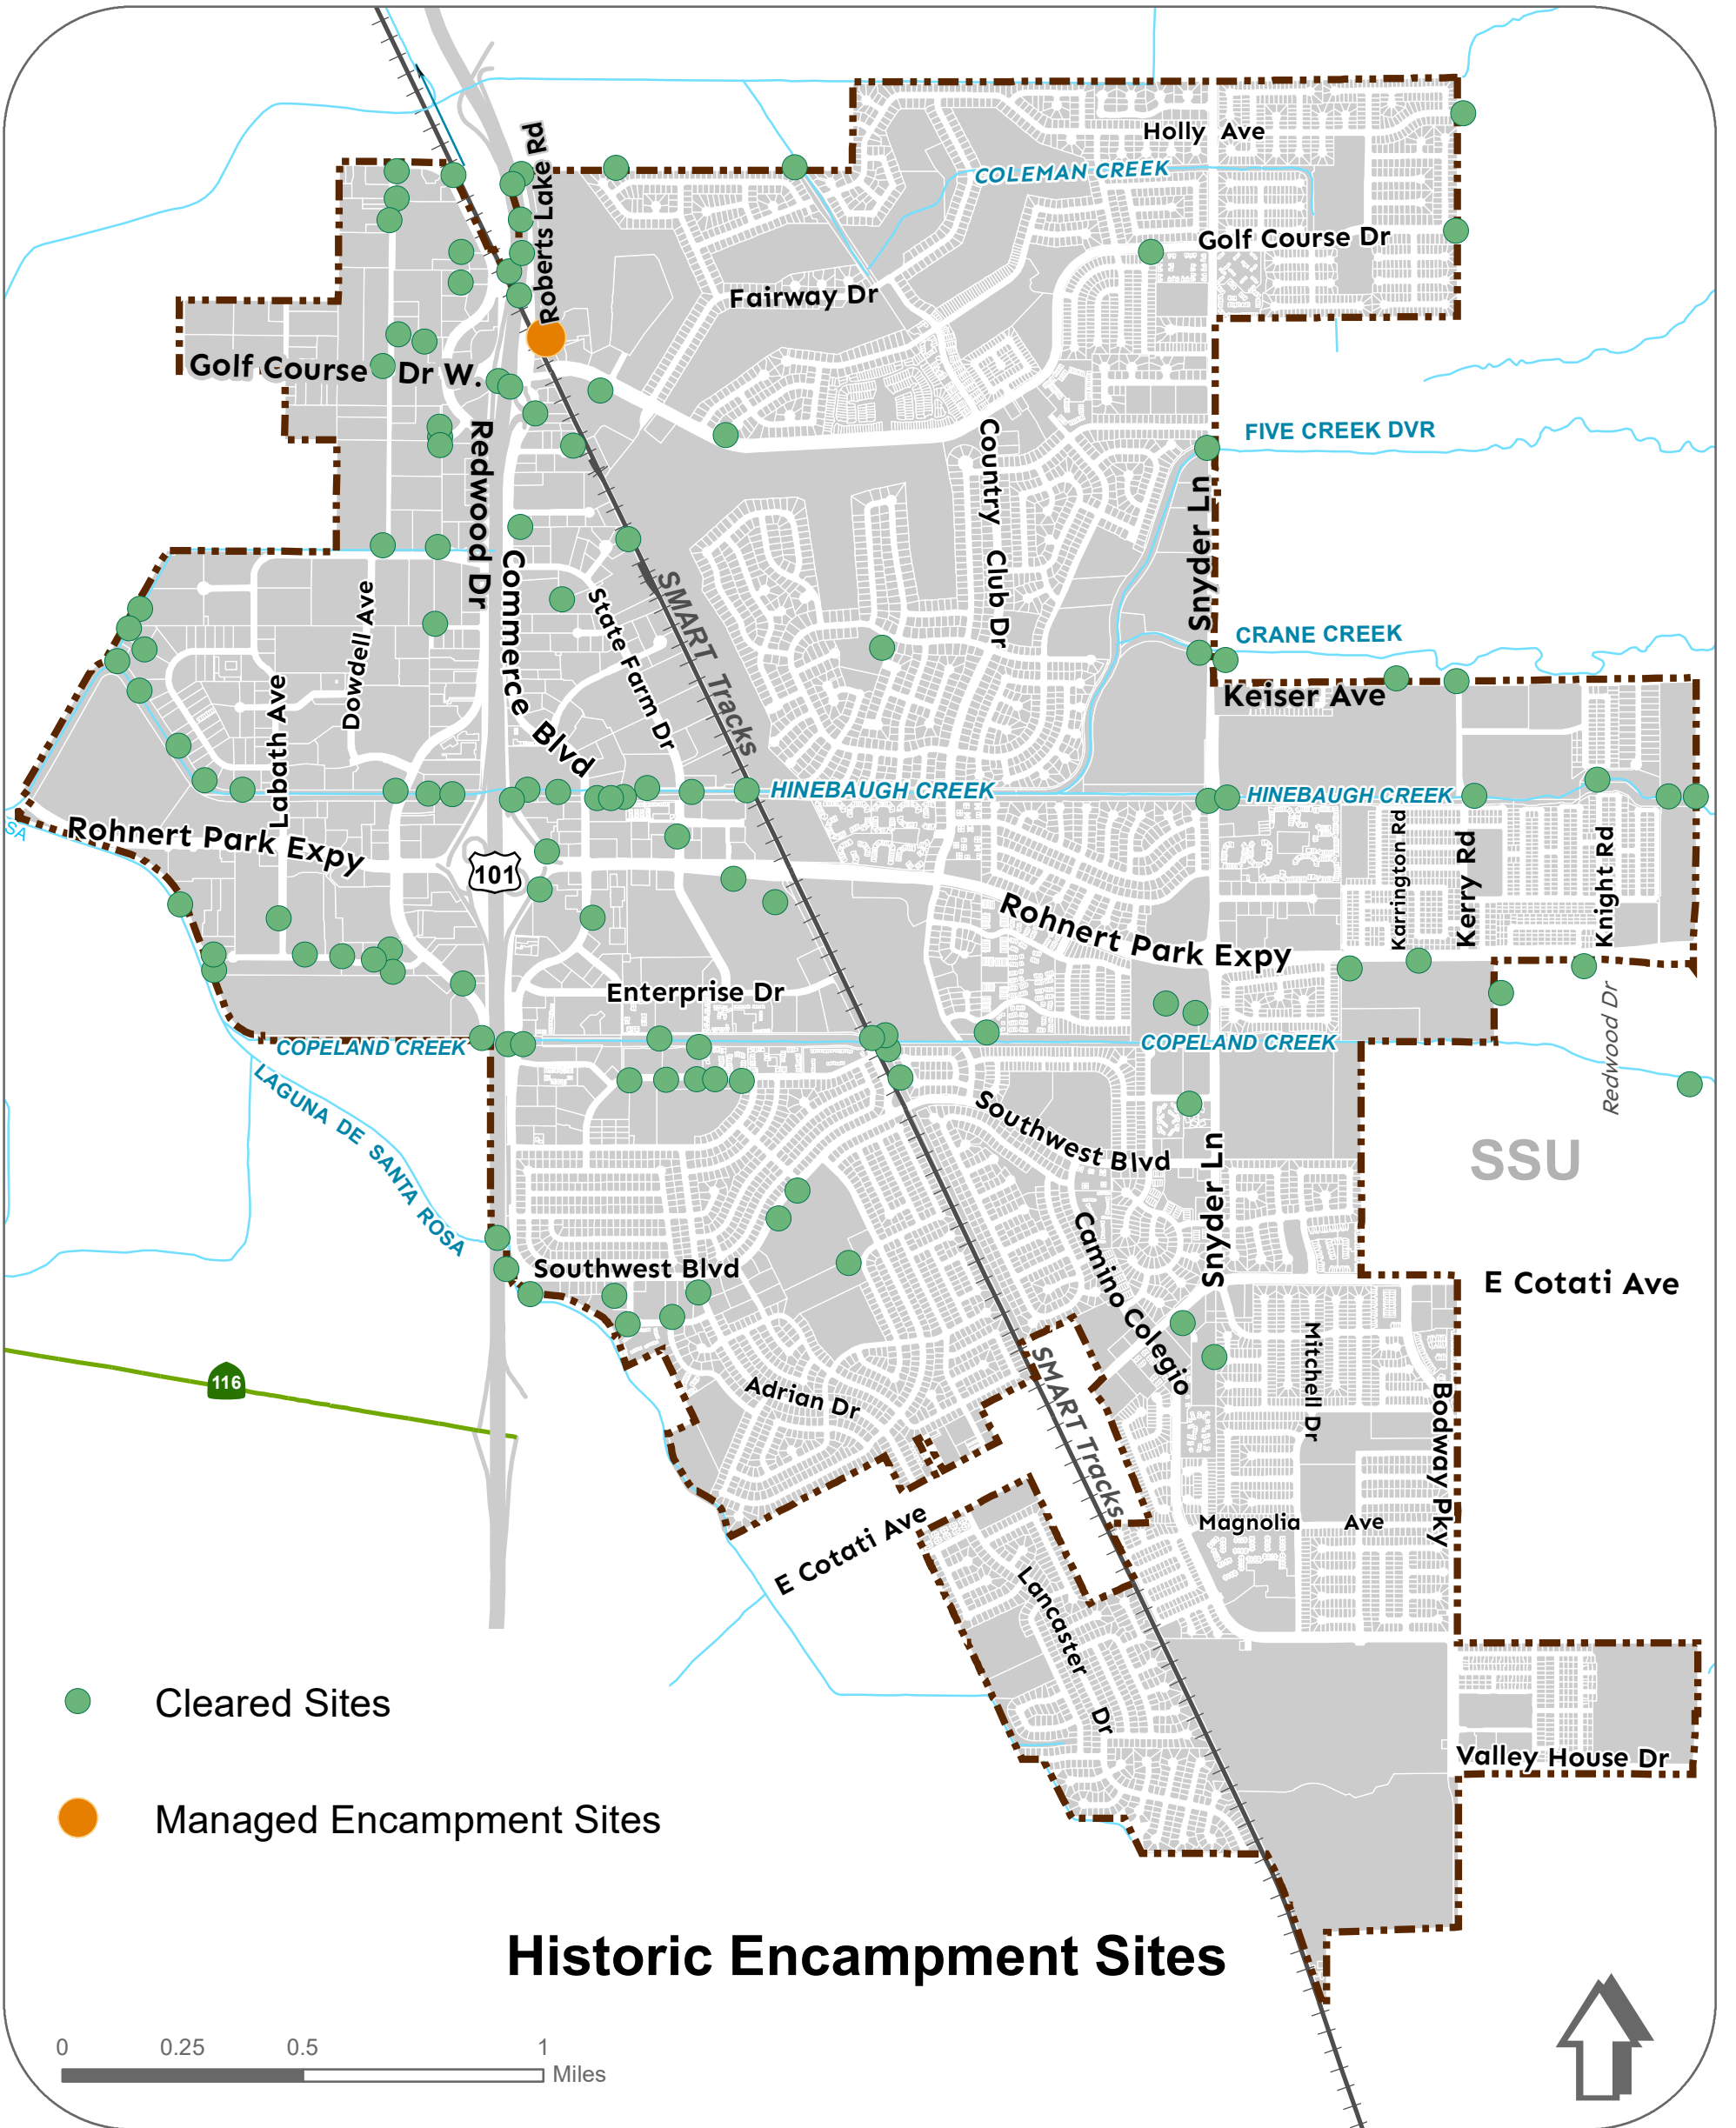 Holly Ave
COLEMAN CREEK
Roberts Lake Rd
Golf Course Dr
Fairway Dr
Golf Course Dr W.
Redwood Dr
Country Club Dr
FIVE CREEK DVR
Snyder Ln
Commerce Blvd
State Farm Dr
SMART Tracks
Dowdell Ave
Labath Ave
CRANE CREEK
Keiser Ave
HINEBAUGH CREEK
HINEBAUGH CREEK
SA
Rohnert Park Expy
101
Karrington Rd
Kerry Rd
Knight Rd
Rohnert Park Expy
Enterprise Dr
Redwood Dr
COPELAND CREEK
COPELAND CREEK
LAGUNA DE SANTA ROSA
Southwest Blvd
SSU
Snyder Ln
Camino Colegio
Southwest Blvd
E Cotati Ave
116
Adrian Dr
SMART Tracks
Mitchell Dr
Bodway Pky
Magnolia Ave
E Cotati Ave
Lancaster Dr
Valley House Dr
Cleared Sites
Managed Encampment Sites
Historic Encampment Sites
0 0.25 0.5 1
Miles